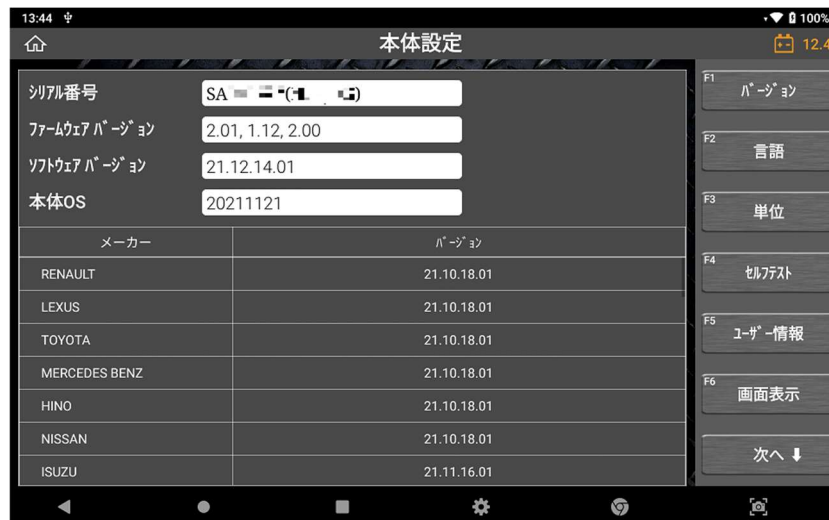 13:44
100%
本体設定
12.4
ｼﾘｱﾙ番号
SA
ﾌｧｰﾑｳｪｱ ﾊﾞｰｼﾞｮﾝ
2.01, 1.12, 2.00
ｿﾌﾄｳｪｱ ﾊﾞｰｼﾞｮﾝ
21.12.14.01
本体OS
20211121
メーカー ﾊﾞｰｼﾞｮﾝ
RENAULT 21.10.18.01
LEXUS 21.10.18.01
TOYOTA 21.10.18.01
MERCEDES BENZ 21.10.18.01
HINO 21.10.18.01
NISSAN 21.10.18.01
ISUZU 21.11.16.01
F1 ﾊﾞｰｼﾞｮﾝ
F2 言語
F3 単位
F4 ｾﾙﾌﾃｽﾄ
F5 ﾕｰｻﾞｰ情報
F6 画面表示
次へ ⬇